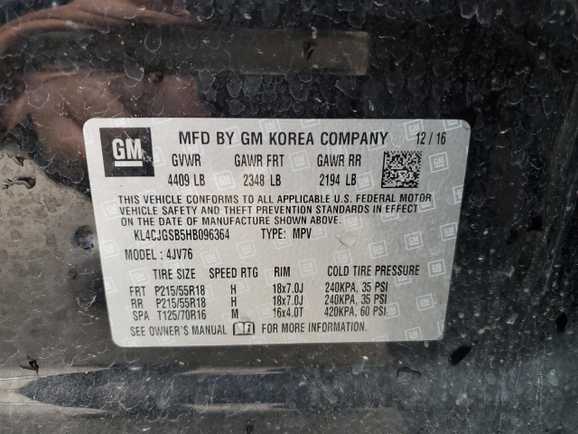 GM MFD BY GM KOREA COMPANY 12/16
GVWR GAWR FRT GAWR RR
4409 LB 2348 LB 2194 LB
THIS VEHICLE CONFORMS TO ALL APPLICABLE U.S. FEDERAL MOTOR
VEHICLE SAFETY AND THEFT PREVENTION STANDARDS IN EFFECT
ON THE DATE OF MANUFACTURE SHOWN ABOVE.
KL4CJGSB5HB096364 TYPE: MPV
MODEL: 4JV76
TIRE SIZE SPEED RTG RIM COLD TIRE PRESSURE
FRT P215/55R18 H 18x7.0J 240KPA, 35 PSI
RR P215/55R18 H 18x7.0J 240KPA, 35 PSI
SPA T125/70R16 M 16x4.0T 420KPA, 60 PSI
SEE OWNER'S MANUAL FOR MORE INFORMATION